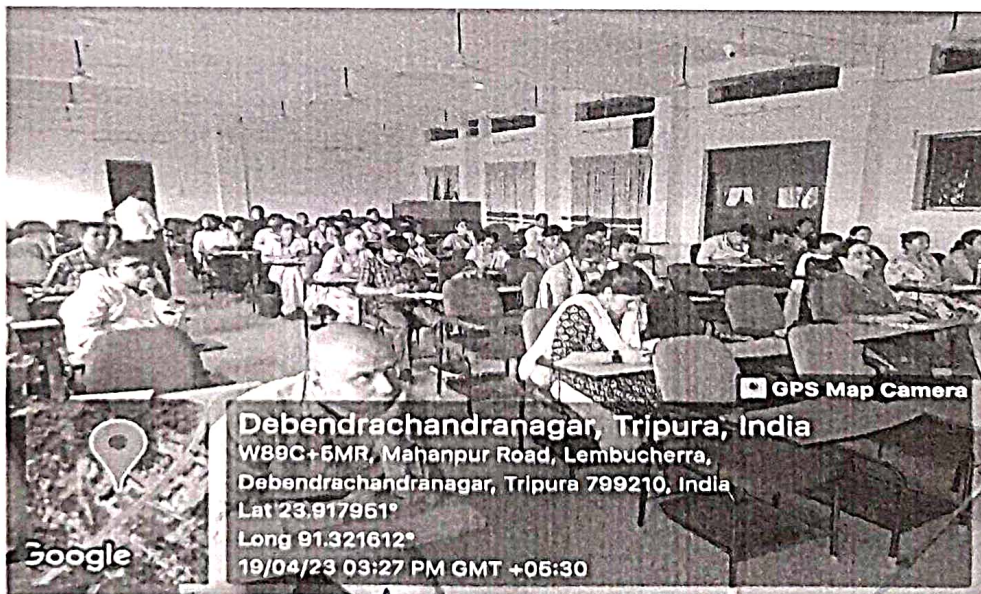 GPS Map Camera
Debendrachandranagar, Tripura, India
W89C+5MR, Mahanpur Road, Lembucherra,
Debendrachandranagar, Tripura 799210, India
Lat 23.917951°
Long 91.321612°
19/04/23 03:27 PM GMT +05:30
Google